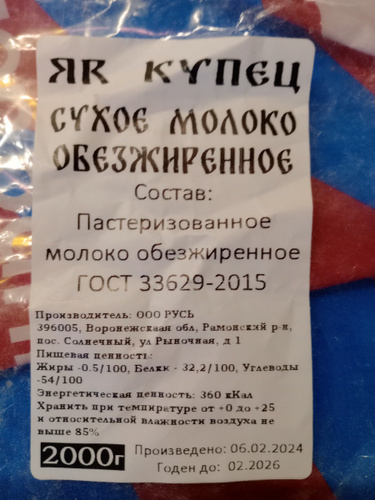 ЯR КУПЕЦ
СУХОЕ МОЛОКО
ОБЕЗЖИРЕННОЕ
Состав:
Пастеризованное
молоко обезжиренное
ГОСТ 33629-2015
Производитель: ООО РУСЬ
396005, Воронежская обл, Рамонский р-н,
пос. Солнечный, ул Рыночная, д 1
Пищевая ценность:
Жиры -0.5/100, Белки - 32,2/100, Углеводы
-54/100
Энергетическая ценность: 360 кКал
Хранить при темпиратуре от +0 до +25
и относительной влажности воздуха не
выше 85%
2000г
Произведено: 06.02.2024
Годен до: 02.2026